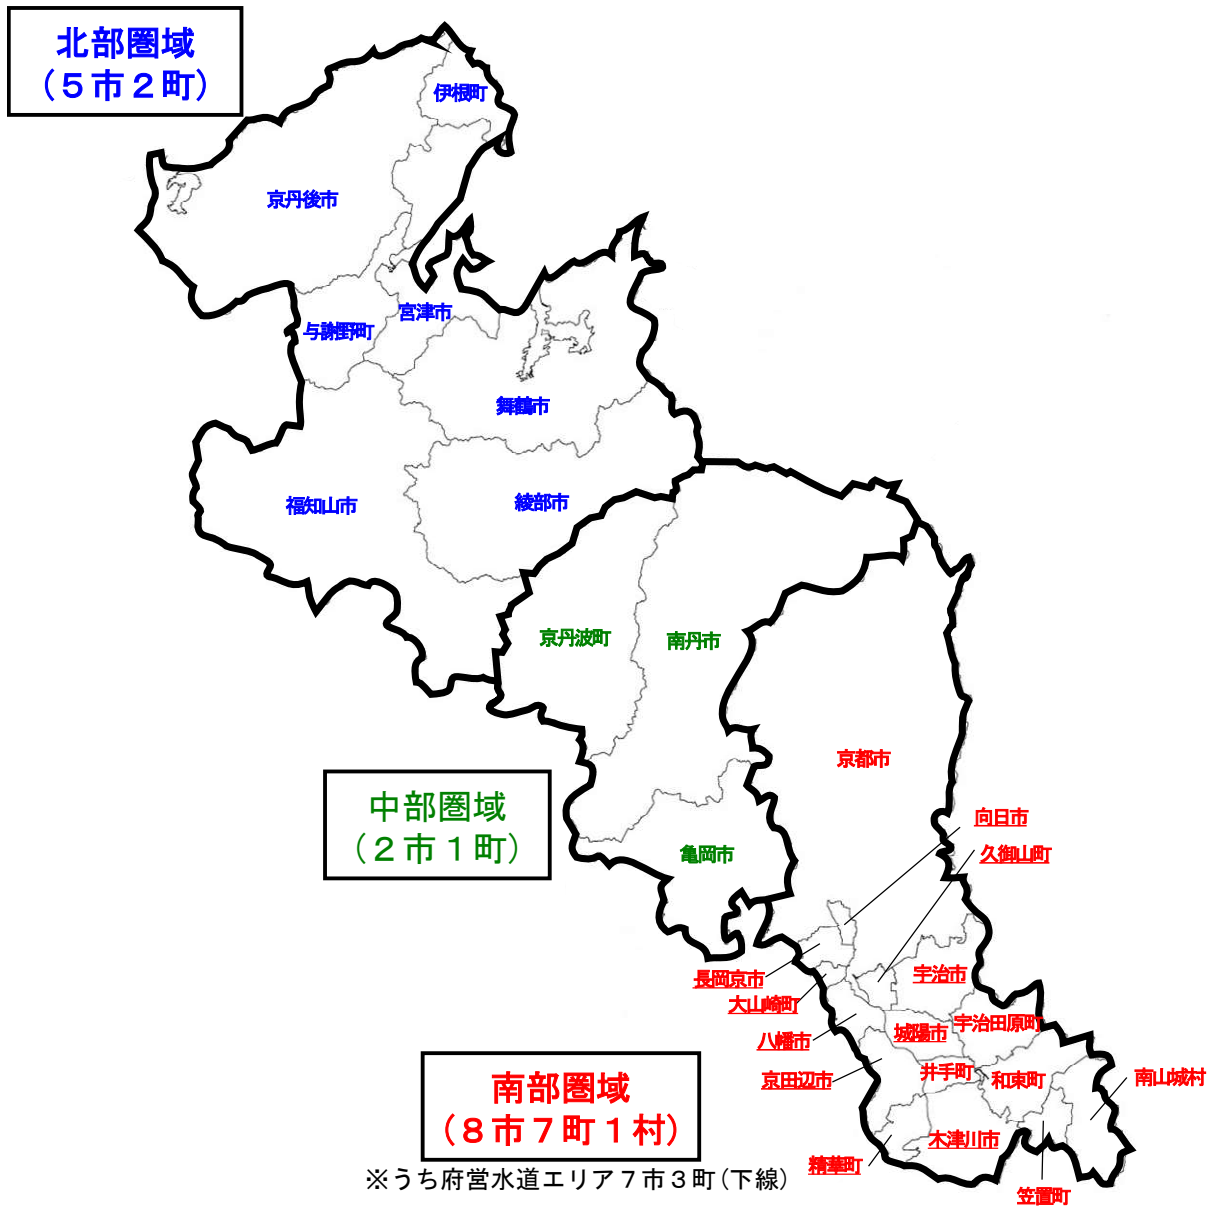 北部圏域
（５市２町）
伊根町
京丹後市
宮津市
与謝野町
舞鶴市
福知山市
綾部市
京丹波町
南丹市
京都市
中部圏域
（２市１町）
向日市
久御山町
亀岡市
長岡京市
宇治市
大山崎町
宇治田原町
城陽市
八幡市
井手町
京田辺市
和束町
南山城村
南部圏域
（８市７町１村）
木津川市
精華町
※うち府営水道エリア７市３町（下線）
笠置町